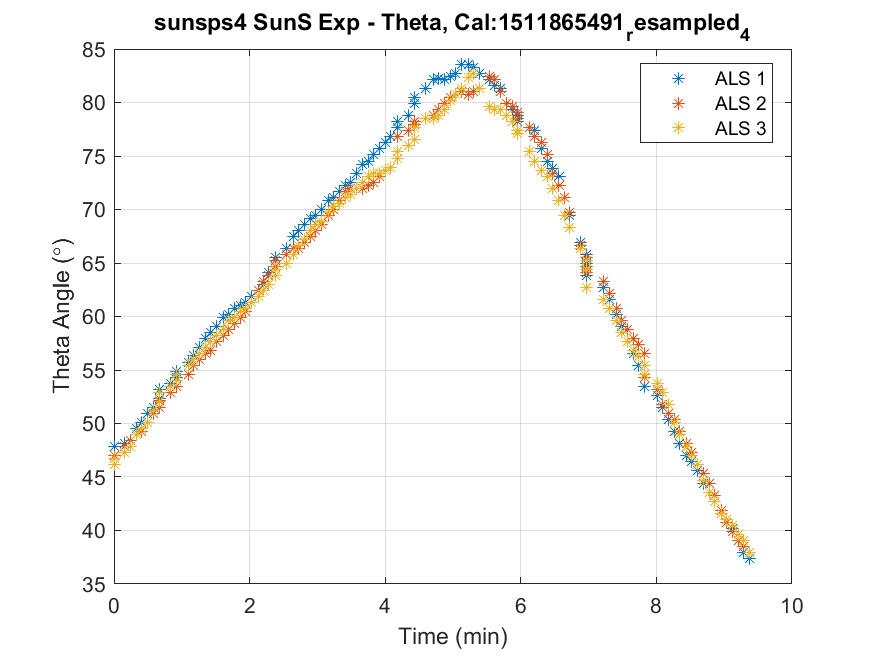 sunsps4 SunS Exp - Theta, Cal:1511865491resampled4
85
80
75
70
65
60
55
50
45
40
35
0
2
4
6
8
10
Theta Angle (°)
Time (min)
ALS 1
ALS 2
ALS 3